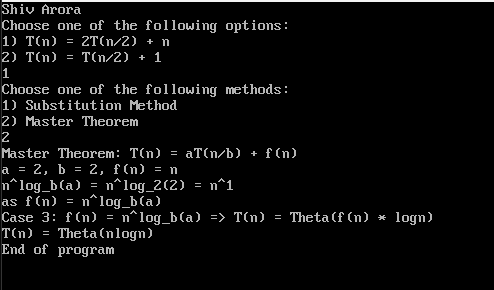 Shiv Arora
Choose one of the following options:
1) T(n) = 2T(n/2) + n
2) T(n) = T(n/2) + 1
1
Choose one of the following methods:
1) Substitution Method
2) Master Theorem
2
Master Theorem: T(n) = aT(n/b) + f(n)
a = 2, b = 2, f(n) = n
n^log_b(a) = n^log_2(2) = n^1
as f(n) = n^log_b(a)
Case 3: f(n) = n^log_b(a) => T(n) = Theta(f(n) * logn)
T(n) = Theta(nlogn)
End of program